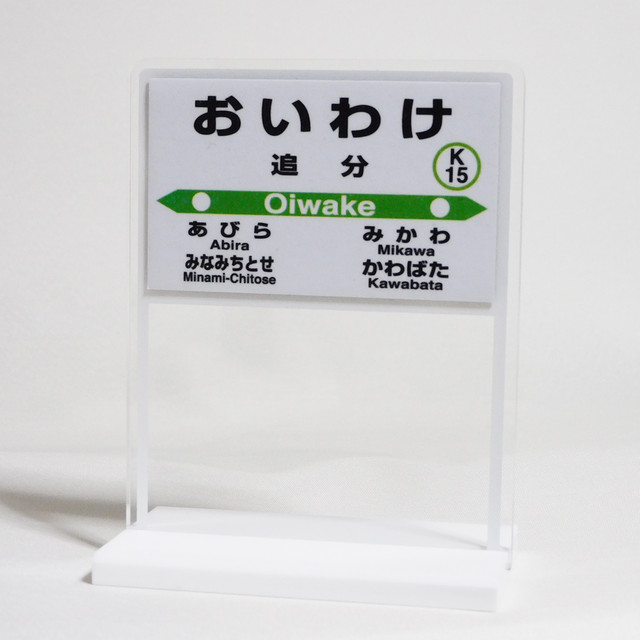 おいわけ
追分
K
15
Oiwake
あびら
Abira
みなみちとせ
Minami-Chitose
みかわ
Mikawa
かわばた
Kawabata